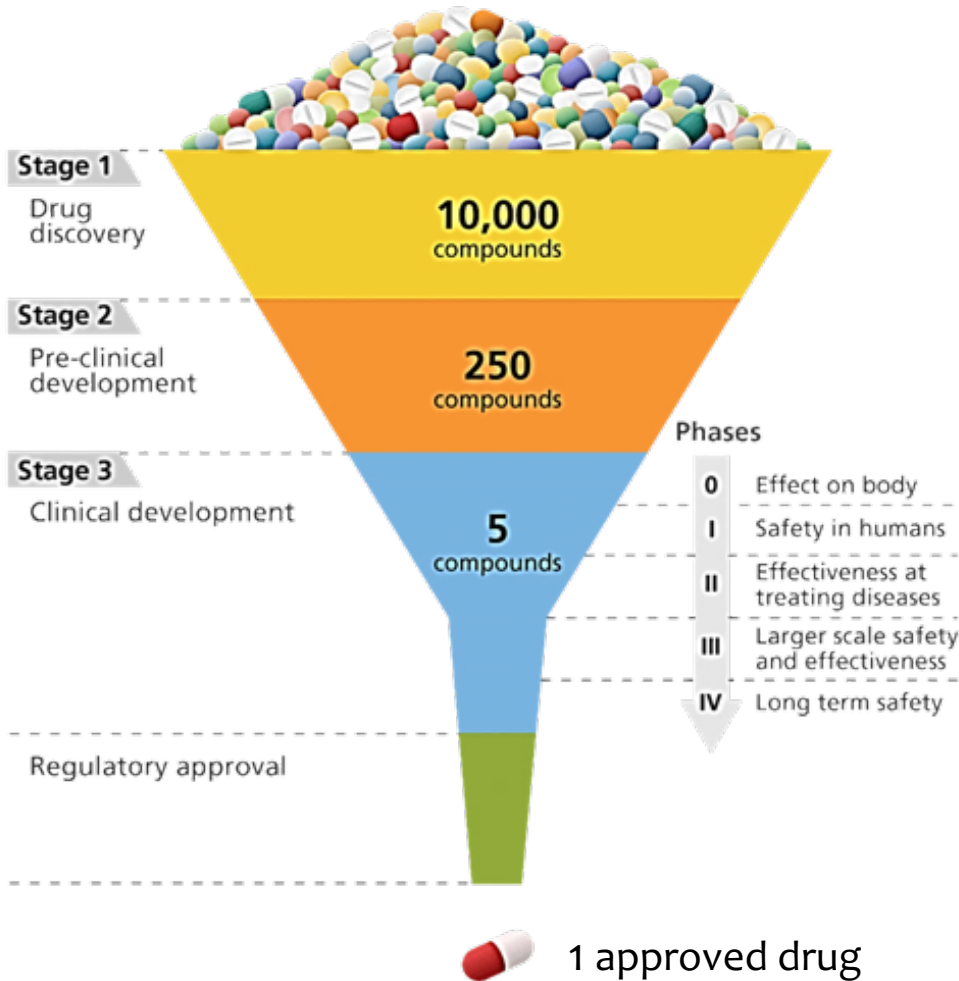 Stage 1
Drug
discovery
10,000
compounds
Stage 2
Pre-clinical
development
250
compounds
Stage 3
Clinical development
5
compounds
Phases
0 Effect on body
I Safety in humans
II Effectiveness at
treating diseases
III Larger scale safety
and effectiveness
IV Long term safety
Regulatory approval
1 approved drug